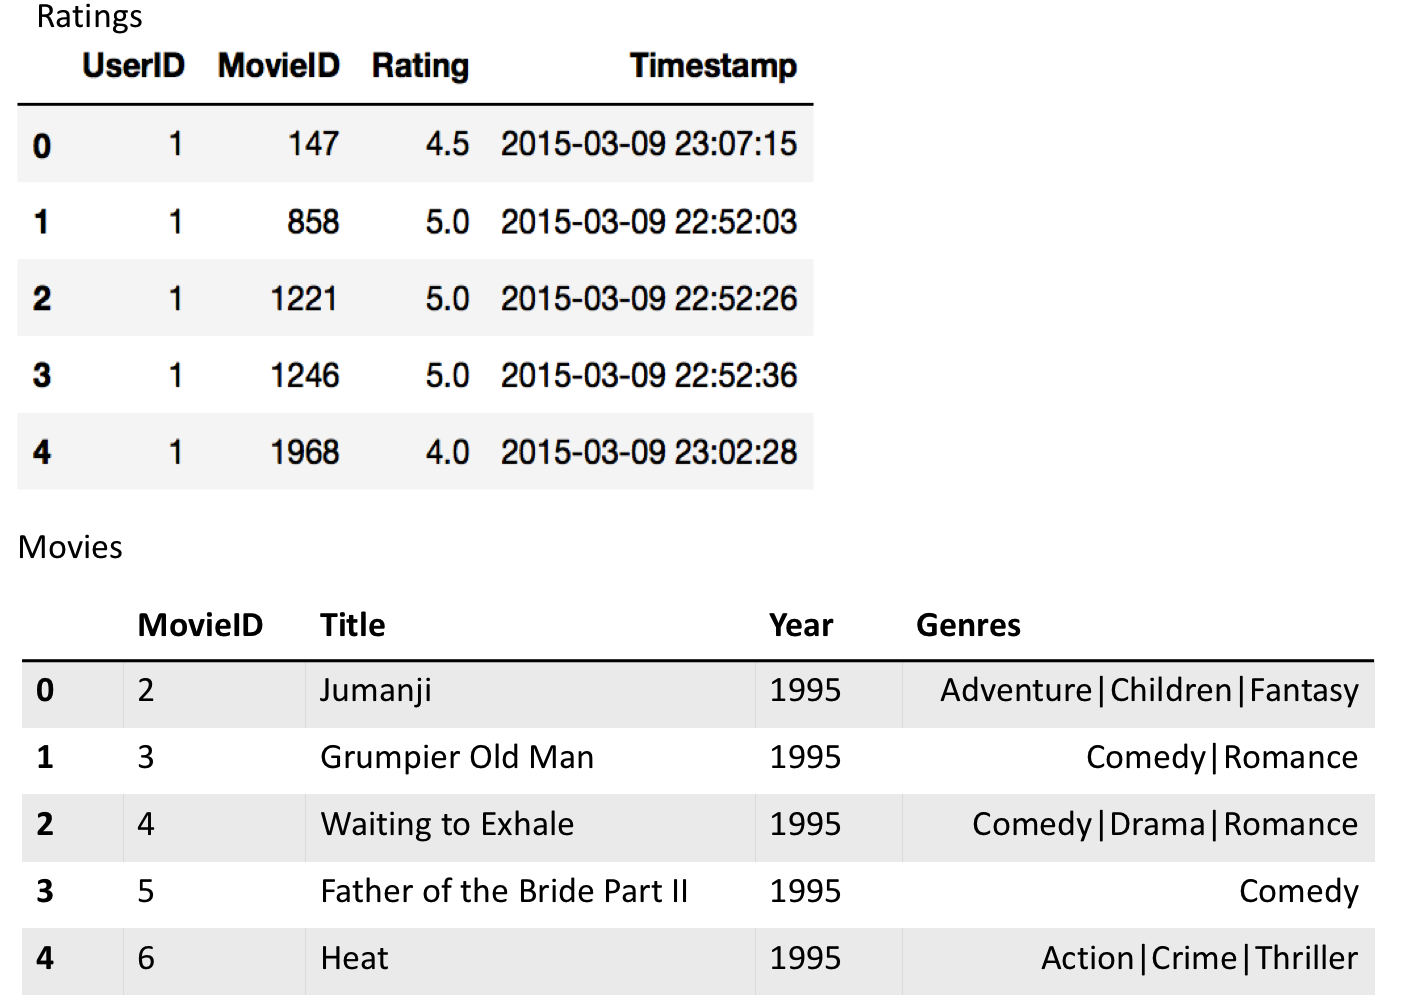 Ratings
UserID MovieID Rating Timestamp
0 1 147 4.5 2015-03-09 23:07:15
1 1 858 5.0 2015-03-09 22:52:03
2 1 1221 5.0 2015-03-09 22:52:26
3 1 1246 5.0 2015-03-09 22:52:36
4 1 1968 4.0 2015-03-09 23:02:28
Movies
MovieID Title Year Genres
0 2 Jumanji 1995 Adventure|Children|Fantasy
1 3 Grumpier Old Man 1995 Comedy|Romance
2 4 Waiting to Exhale 1995 Comedy|Drama|Romance
3 5 Father of the Bride Part II 1995 Comedy
4 6 Heat 1995 Action|Crime|Thriller